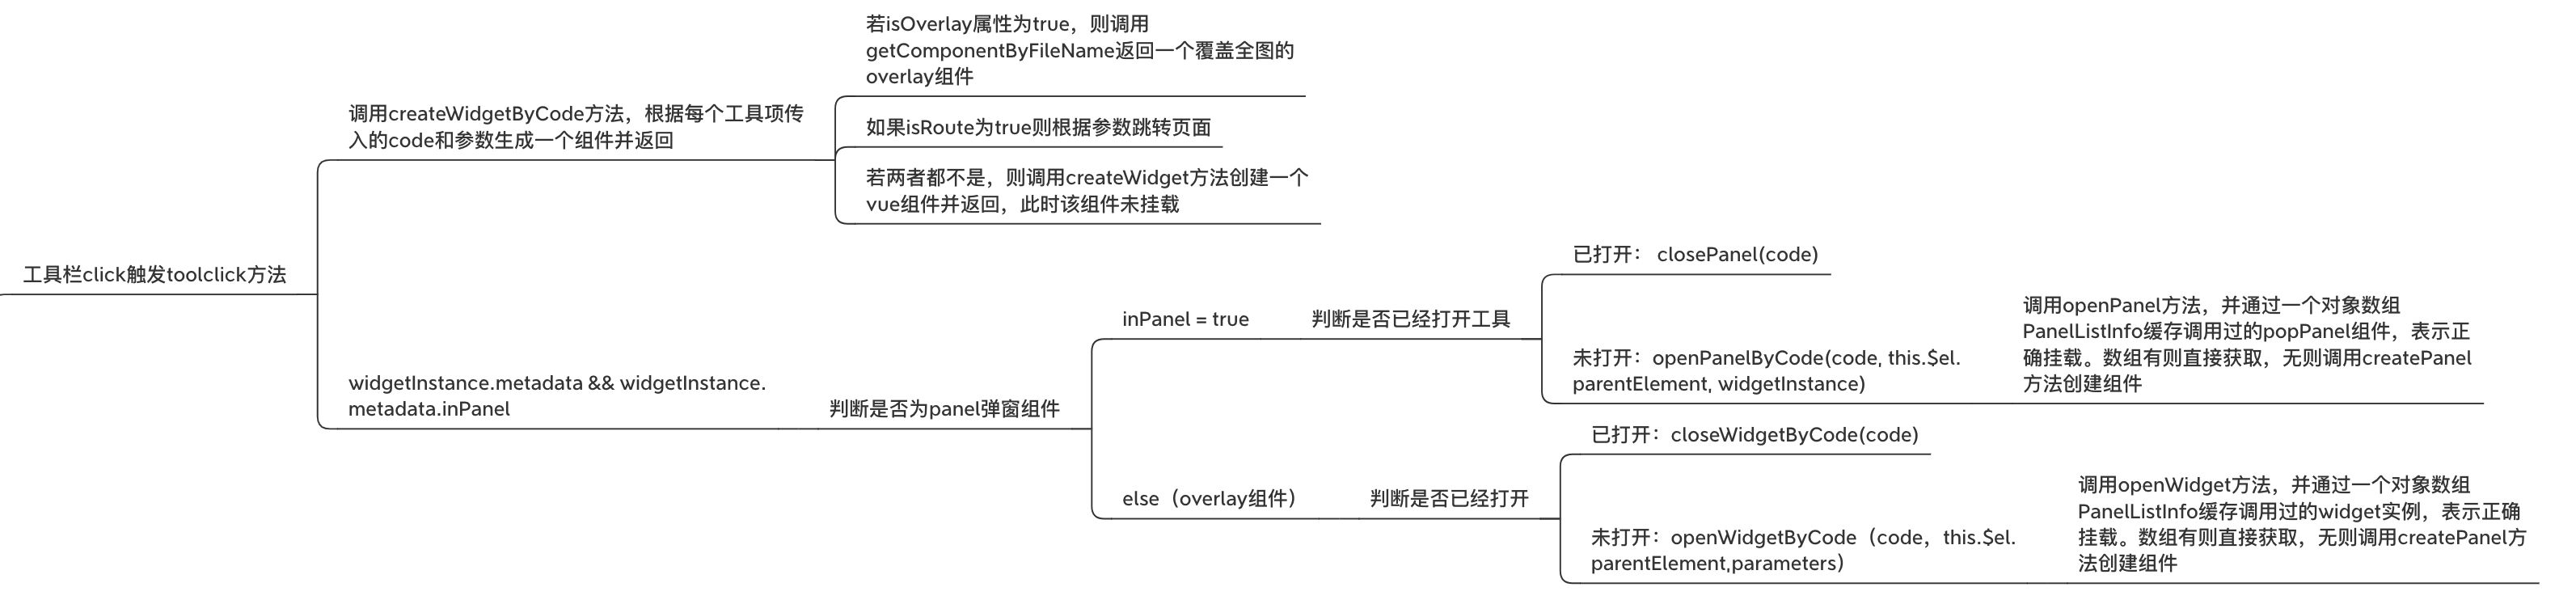 工具栏click触发toolclick方法
调用createWidgetByCode方法，根据每个工具项传
入的code和参数生成一个组件并返回
若isOverlay属性为true，则调用
getComponentByFileName返回一个覆盖全图的
overlay组件
如果isRoute为true则根据参数跳转页面
若两者都不是，则调用createWidget方法创建一个
vue组件并返回，此时该组件未挂载
widgetInstance.metadata && widgetInstance.
metadata.inPanel
判断是否为panel弹窗组件
inPanel = true
判断是否已经打开工具
已打开： closePanel(code)
未打开：openPanelByCode(code, this.$el.
parentElement, widgetInstance)
调用openPanel方法，并通过一个对象数组
PanelListInfo缓存调用过的popPanel组件，表示正
确挂载。数组有则直接获取，无则调用createPanel
方法创建组件
else（overlay组件）
判断是否已经打开
已打开：closeWidgetByCode(code)
未打开：openWidgetByCode（code，this.$el.
parentElement,parameters）
调用openWidget方法，并通过一个对象数组
PanelListInfo缓存调用过的widget实例，表示正确
挂载。数组有则直接获取，无则调用createPanel方
法创建组件